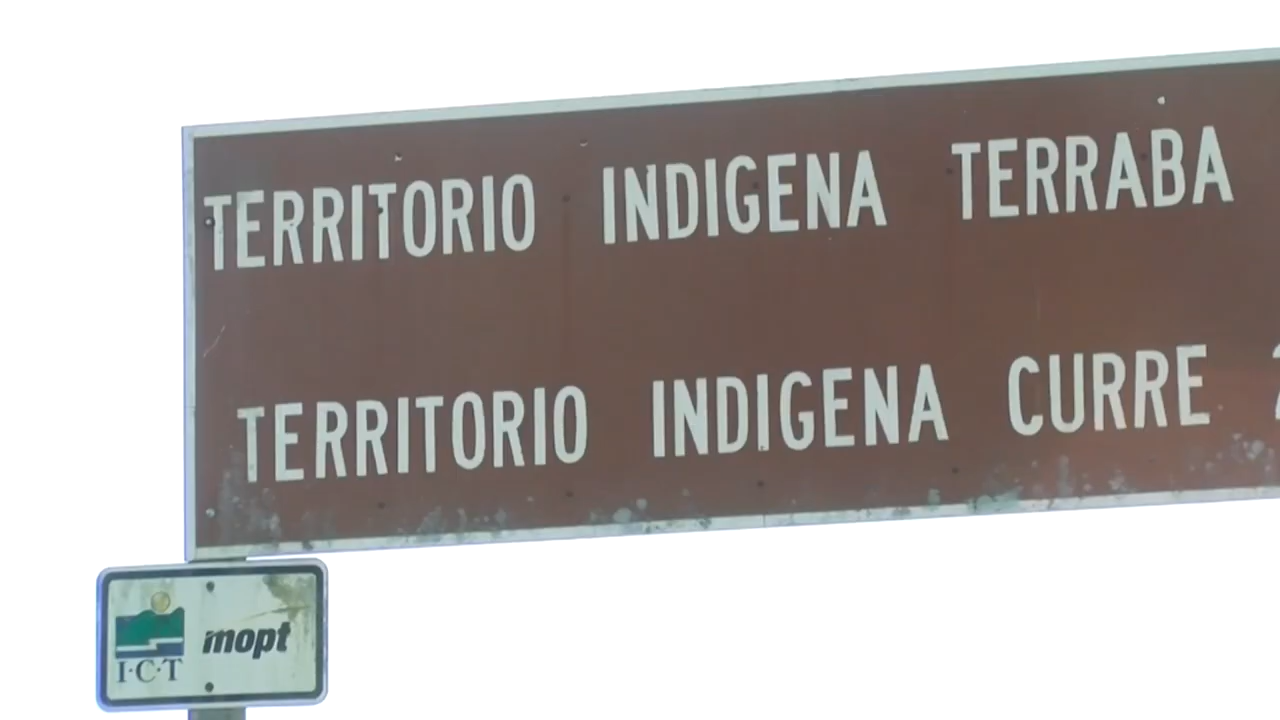 TERRITORIO INDIGENA TERRABA
TERRITORIO INDIGENA CURRE
I·C·T
mopt